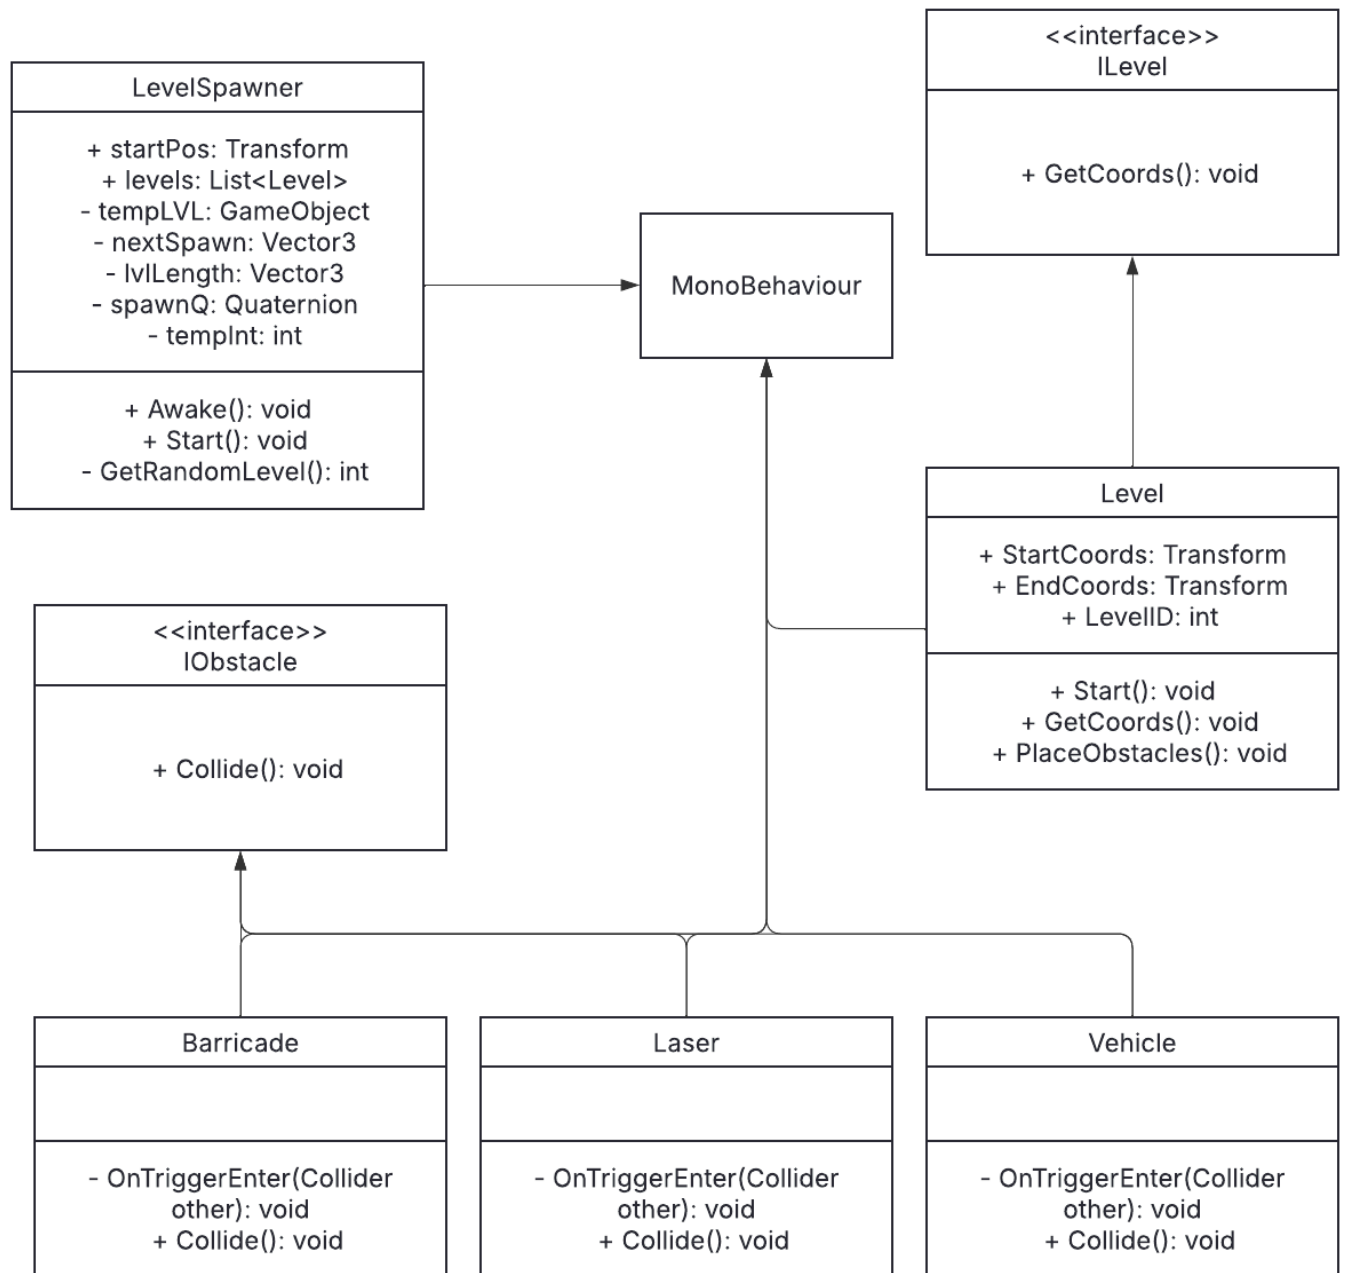 <<interface>>
ILevel
+ GetCoords(): void
LevelSpawner
+ startPos: Transform
+ levels: List<Level>
- tempLVL: GameObject
- nextSpawn: Vector3
- lvlLength: Vector3
- spawnQ: Quaternion
- tempInt: int
+ Awake(): void
+ Start(): void
- GetRandomLevel(): int
MonoBehaviour
Level
+ StartCoords: Transform
+ EndCoords: Transform
+ LevelID: int
+ Start(): void
+ GetCoords(): void
+ PlaceObstacles(): void
<<interface>>
IObstacle
+ Collide(): void
Barricade
- OnTriggerEnter(Collider
other): void
+ Collide(): void
Laser
- OnTriggerEnter(Collider
other): void
+ Collide(): void
Vehicle
- OnTriggerEnter(Collider
other): void
+ Collide(): void